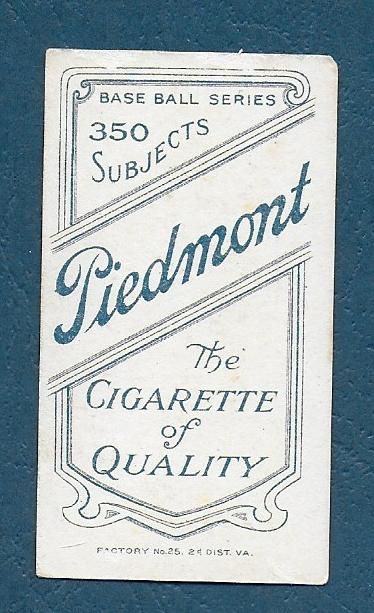 BASE BALL SERIES
350
SUBJECTS
Piedmont
The
CIGARETTE
of
QUALITY
FACTORY No. 25. 2d DIST. VA.